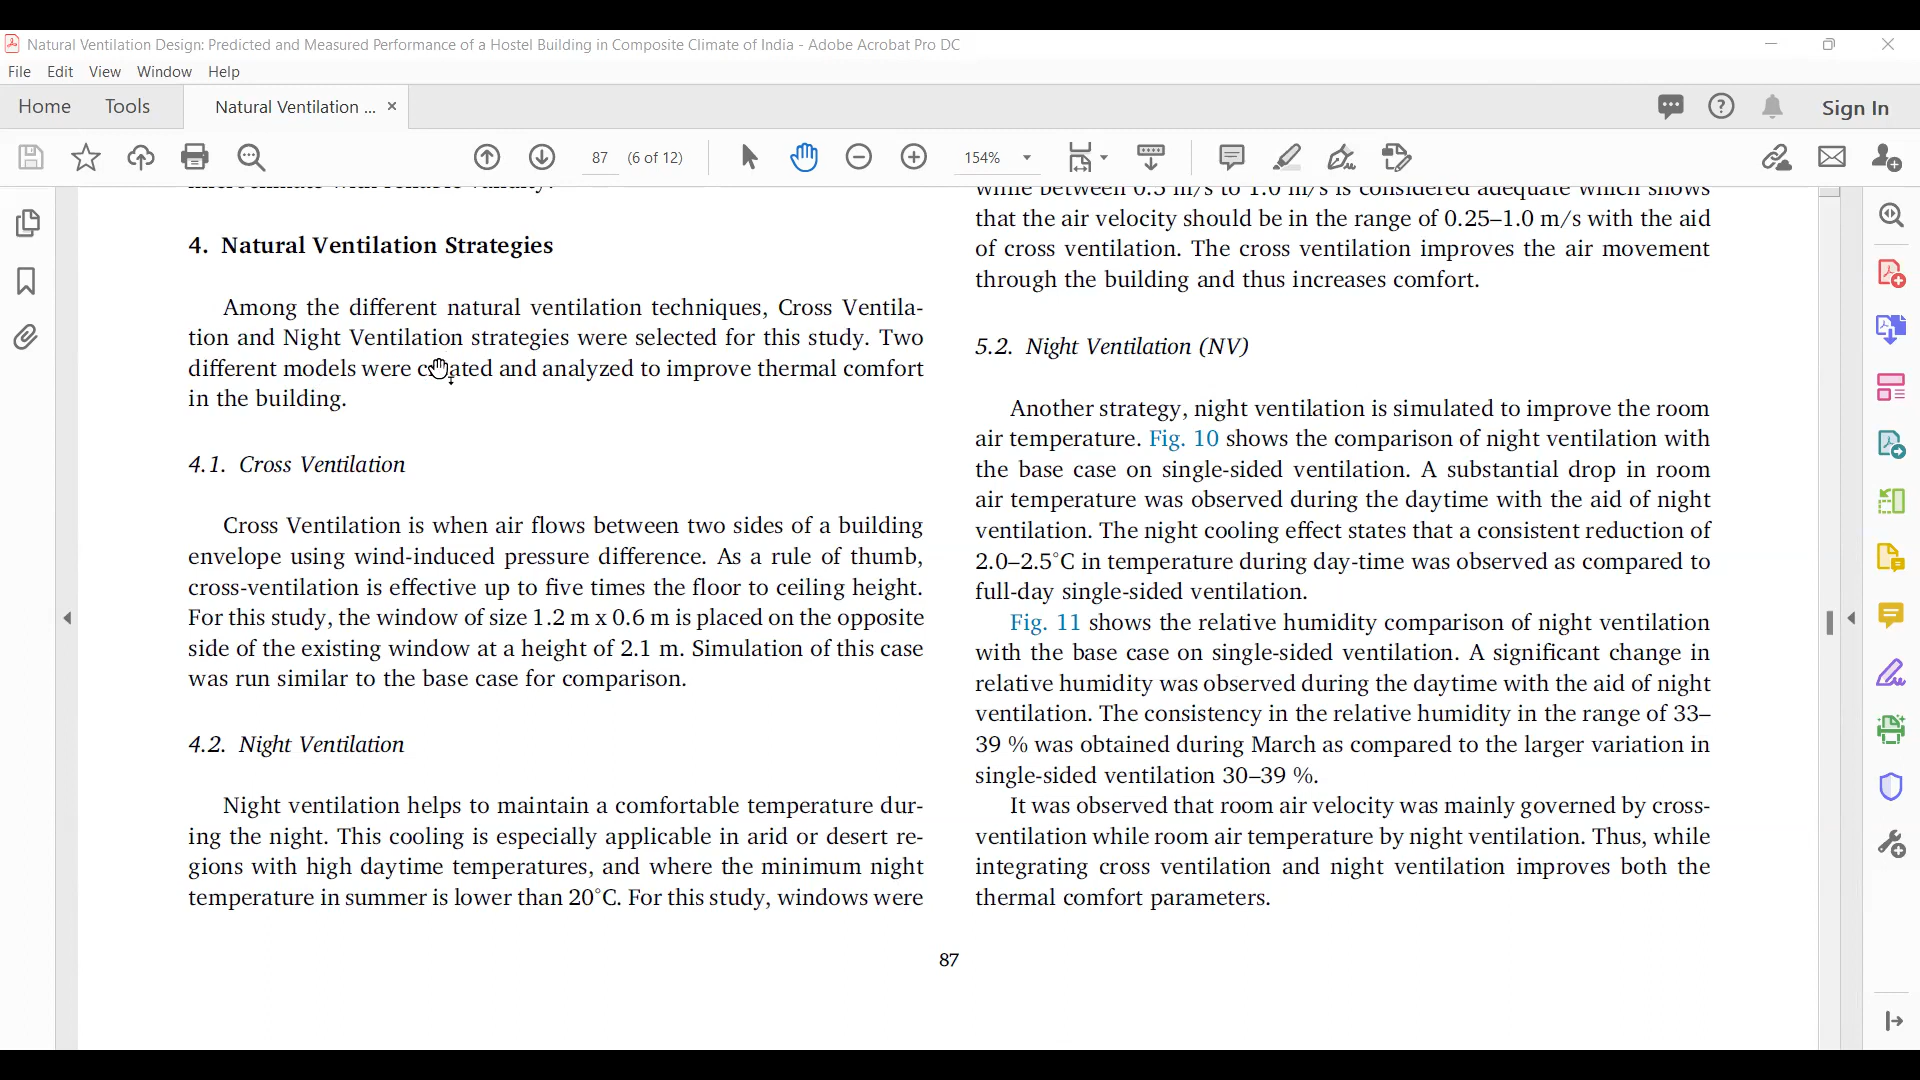 Natural Ventilation Design: Predicted and Measured Performance of a Hostel Building in Composite Climate of India - Adobe Acrobat Pro DC
File Edit View Window Help
Home Tools Natural Ventilation ... ×
Sign In
87 (6 of 12) 154%
4. Natural Ventilation Strategies
Among the different natural ventilation techniques, Cross Ventila-
tion and Night Ventilation strategies were selected for this study. Two
different models were created and analyzed to improve thermal comfort
in the building.
4.1. Cross Ventilation
Cross Ventilation is when air flows between two sides of a building
envelope using wind-induced pressure difference. As a rule of thumb,
cross-ventilation is effective up to five times the floor to ceiling height.
For this study, the window of size 1.2 m x 0.6 m is placed on the opposite
side of the existing window at a height of 2.1 m. Simulation of this case
was run similar to the base case for comparison.
4.2. Night Ventilation
Night ventilation helps to maintain a comfortable temperature dur-
ing the night. This cooling is especially applicable in arid or desert re-
gions with high daytime temperatures, and where the minimum night
temperature in summer is lower than 20°C. For this study, windows were
while between 0.5 m/s to 1.0 m/s is considered adequate which shows
that the air velocity should be in the range of 0.25–1.0 m/s with the aid
of cross ventilation. The cross ventilation improves the air movement
through the building and thus increases comfort.
5.2. Night Ventilation (NV)
Another strategy, night ventilation is simulated to improve the room
air temperature. Fig. 10 shows the comparison of night ventilation with
the base case on single-sided ventilation. A substantial drop in room
air temperature was observed during the daytime with the aid of night
ventilation. The night cooling effect states that a consistent reduction of
2.0–2.5°C in temperature during day-time was observed as compared to
full-day single-sided ventilation.
Fig. 11 shows the relative humidity comparison of night ventilation
with the base case on single-sided ventilation. A significant change in
relative humidity was observed during the daytime with the aid of night
ventilation. The consistency in the relative humidity in the range of 33–
39 % was obtained during March as compared to the larger variation in
single-sided ventilation 30–39 %.
It was observed that room air velocity was mainly governed by cross-
ventilation while room air temperature by night ventilation. Thus, while
integrating cross ventilation and night ventilation improves both the
thermal comfort parameters.
87